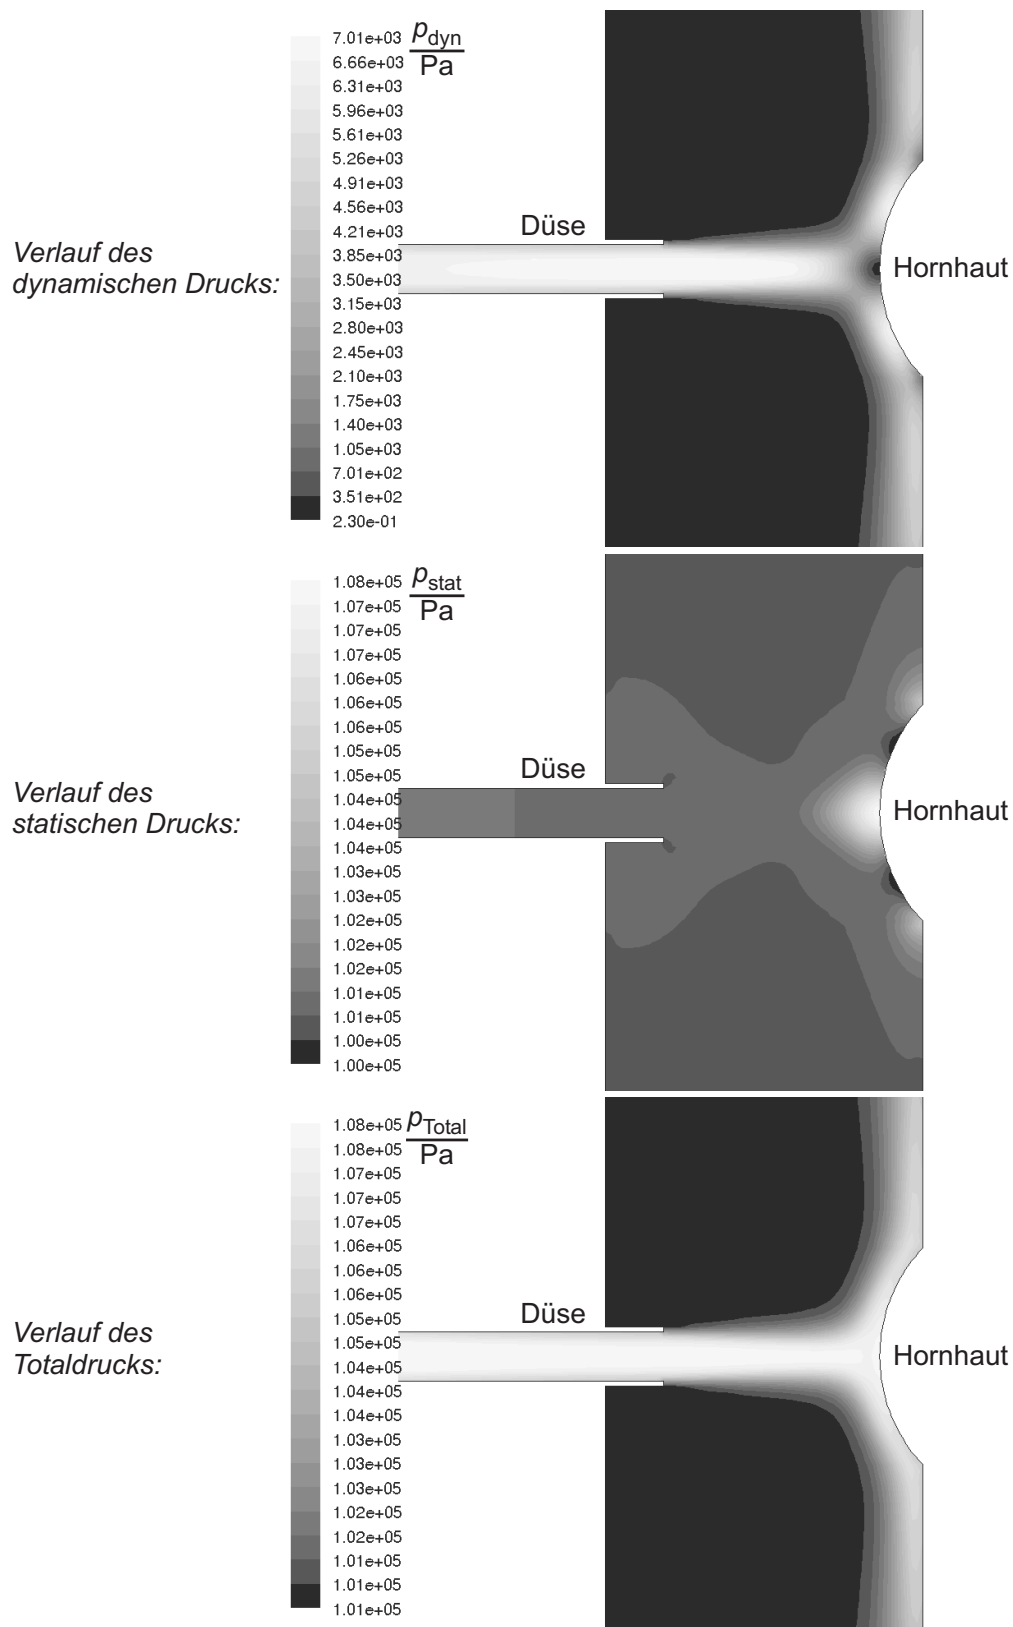 7.01e+03
p_dyn
6.66e+03
Pa
6.31e+03
5.96e+03
5.61e+03
5.26e+03
4.91e+03
4.56e+03
4.21e+03
3.85e+03
3.50e+03
3.15e+03
2.80e+03
2.45e+03
2.10e+03
1.75e+03
1.40e+03
1.05e+03
7.01e+02
3.51e+02
2.30e-01
Verlauf des
dynamischen Drucks:
Düse
Hornhaut
1.08e+05
p_stat
1.07e+05
Pa
1.07e+05
1.07e+05
1.06e+05
1.06e+05
1.06e+05
1.05e+05
1.05e+05
1.04e+05
1.04e+05
1.04e+05
1.03e+05
1.03e+05
1.02e+05
1.02e+05
1.02e+05
1.01e+05
1.01e+05
1.00e+05
1.00e+05
Verlauf des
statischen Drucks:
Düse
Hornhaut
1.08e+05
p_Total
1.08e+05
Pa
1.07e+05
1.07e+05
1.07e+05
1.06e+05
1.06e+05
1.06e+05
1.05e+05
1.05e+05
1.04e+05
1.04e+05
1.04e+05
1.03e+05
1.03e+05
1.03e+05
1.02e+05
1.02e+05
1.01e+05
1.01e+05
1.01e+05
Verlauf des
Totaldrucks:
Düse
Hornhaut